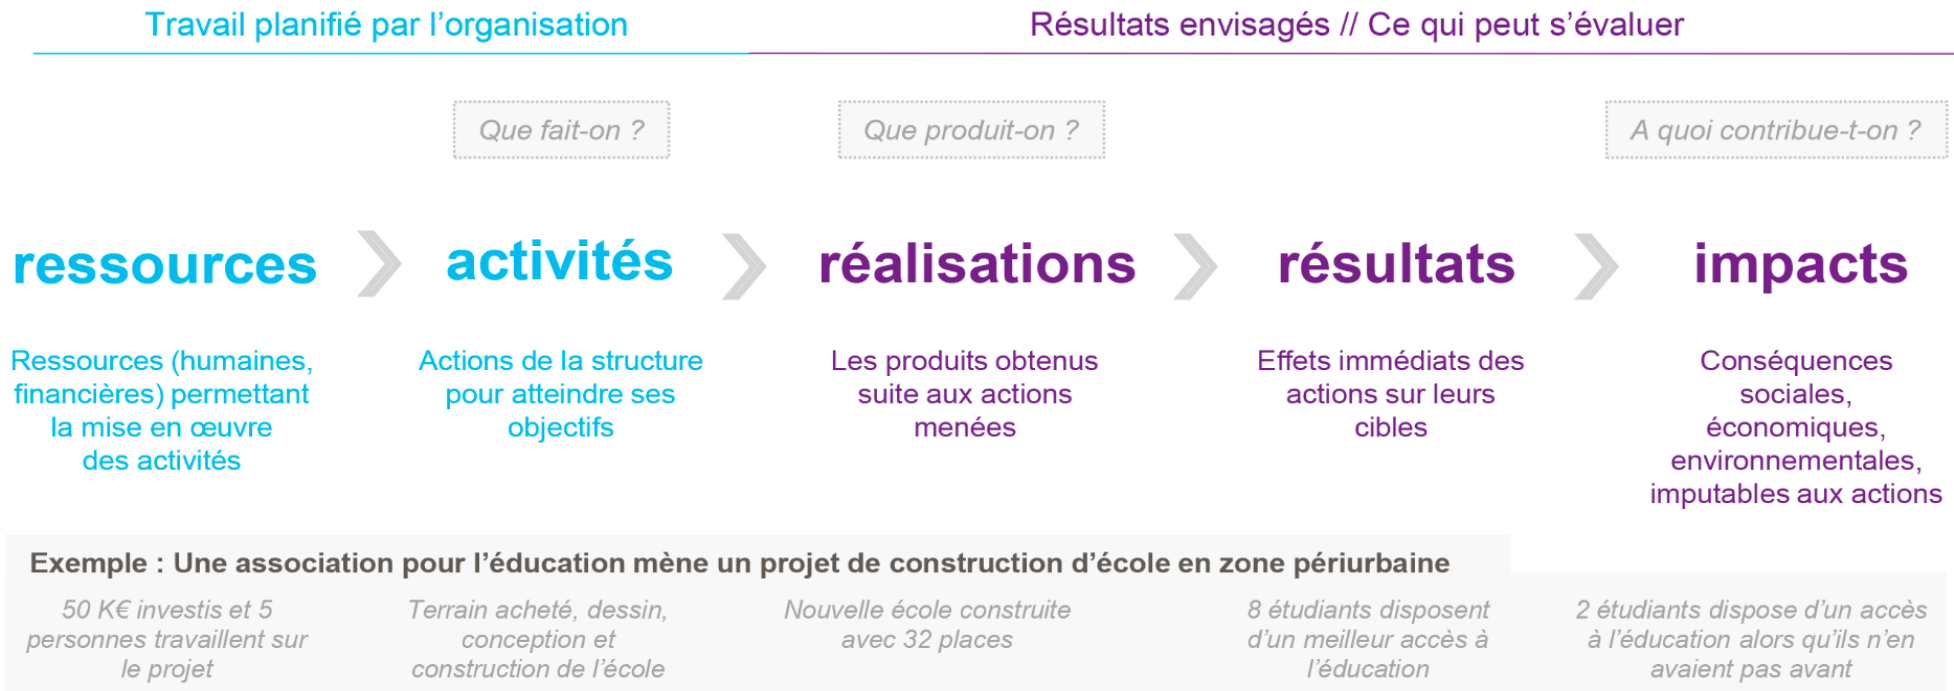 Travail planifié par l’organisation
Résultats envisagés // Ce qui peut s’évaluer
Que fait-on ?
Que produit-on ?
A quoi contribue-t-on ?
ressources
activités
réalisations
résultats
impacts
Ressources (humaines,
financières) permettant
la mise en œuvre
des activités
Actions de la structure
pour atteindre ses
objectifs
Les produits obtenus
suite aux actions
menées
Effets immédiats des
actions sur leurs
cibles
Conséquences
sociales,
économiques,
environnementales,
imputables aux actions
Exemple : Une association pour l’éducation mène un projet de construction d’école en zone périurbaine
50 K€ investis et 5
personnes travaillent sur
le projet
Terrain acheté, dessin,
conception et
construction de l’école
Nouvelle école construite
avec 32 places
8 étudiants disposent
d’un meilleur accès à
l’éducation
2 étudiants dispose d’un accès
à l’éducation alors qu’ils n’en
avaient pas avant